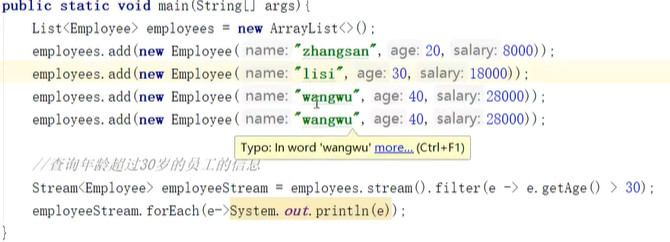 public static void main(String[] args){
List<Employee> employees = new ArrayList<>();
employees.add(new Employee( name: "zhangsan", age: 20, salary: 8000));
employees.add(new Employee( name: "lisi", age: 30, salary: 18000));
employees.add(new Employee( name: "wangwu", age: 40, salary: 28000));
employees.add(new Employee( name: "wangwu", age: 40, salary: 28000));
Typo: In word 'wangwu' more... (Ctrl+F1)
//查询年龄超过30岁的员工的信息
Stream<Employee> employeeStream = employees.stream().filter(e -> e.getAge() > 30);
employeeStream.forEach(e->System.out.println(e));
}